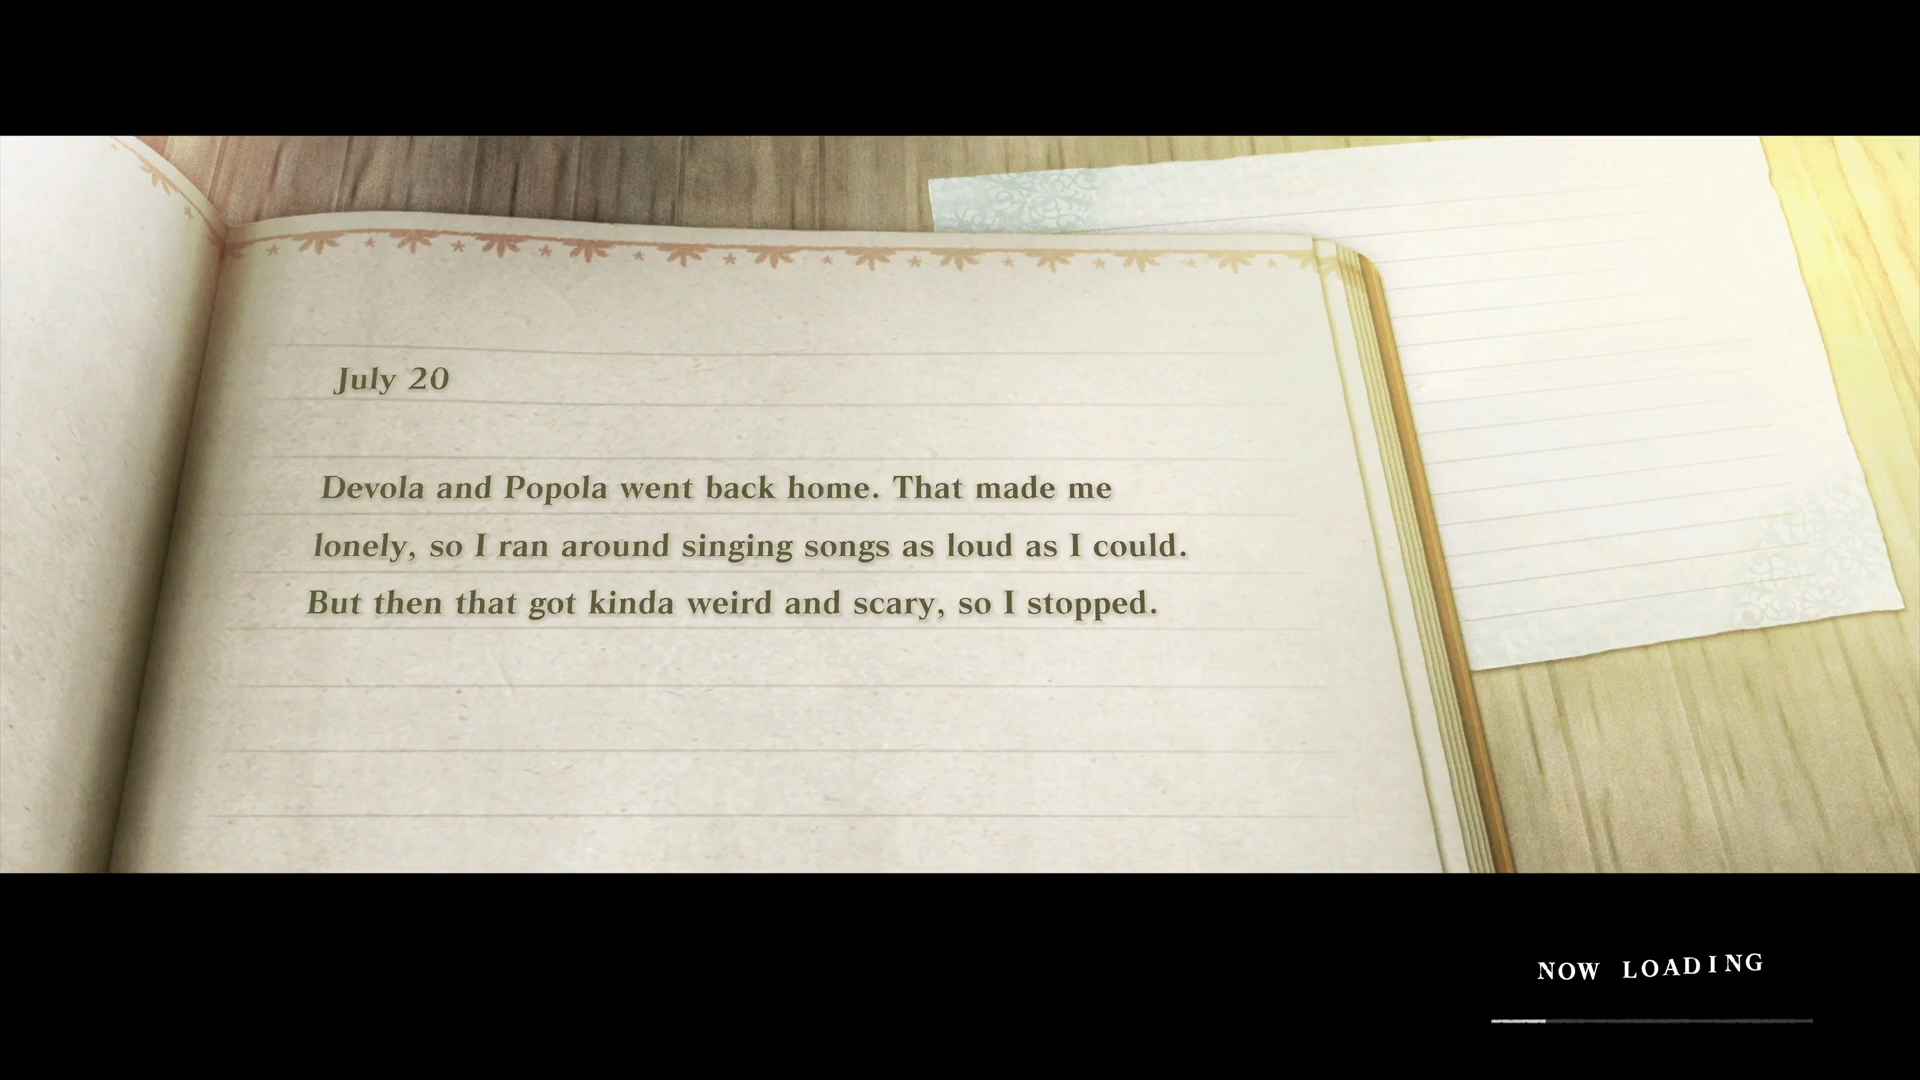 July 20
Devola and Popola went back home. That made me
lonely, so I ran around singing songs as loud as I could.
But then that got kinda weird and scary, so I stopped.
NOW LOADING